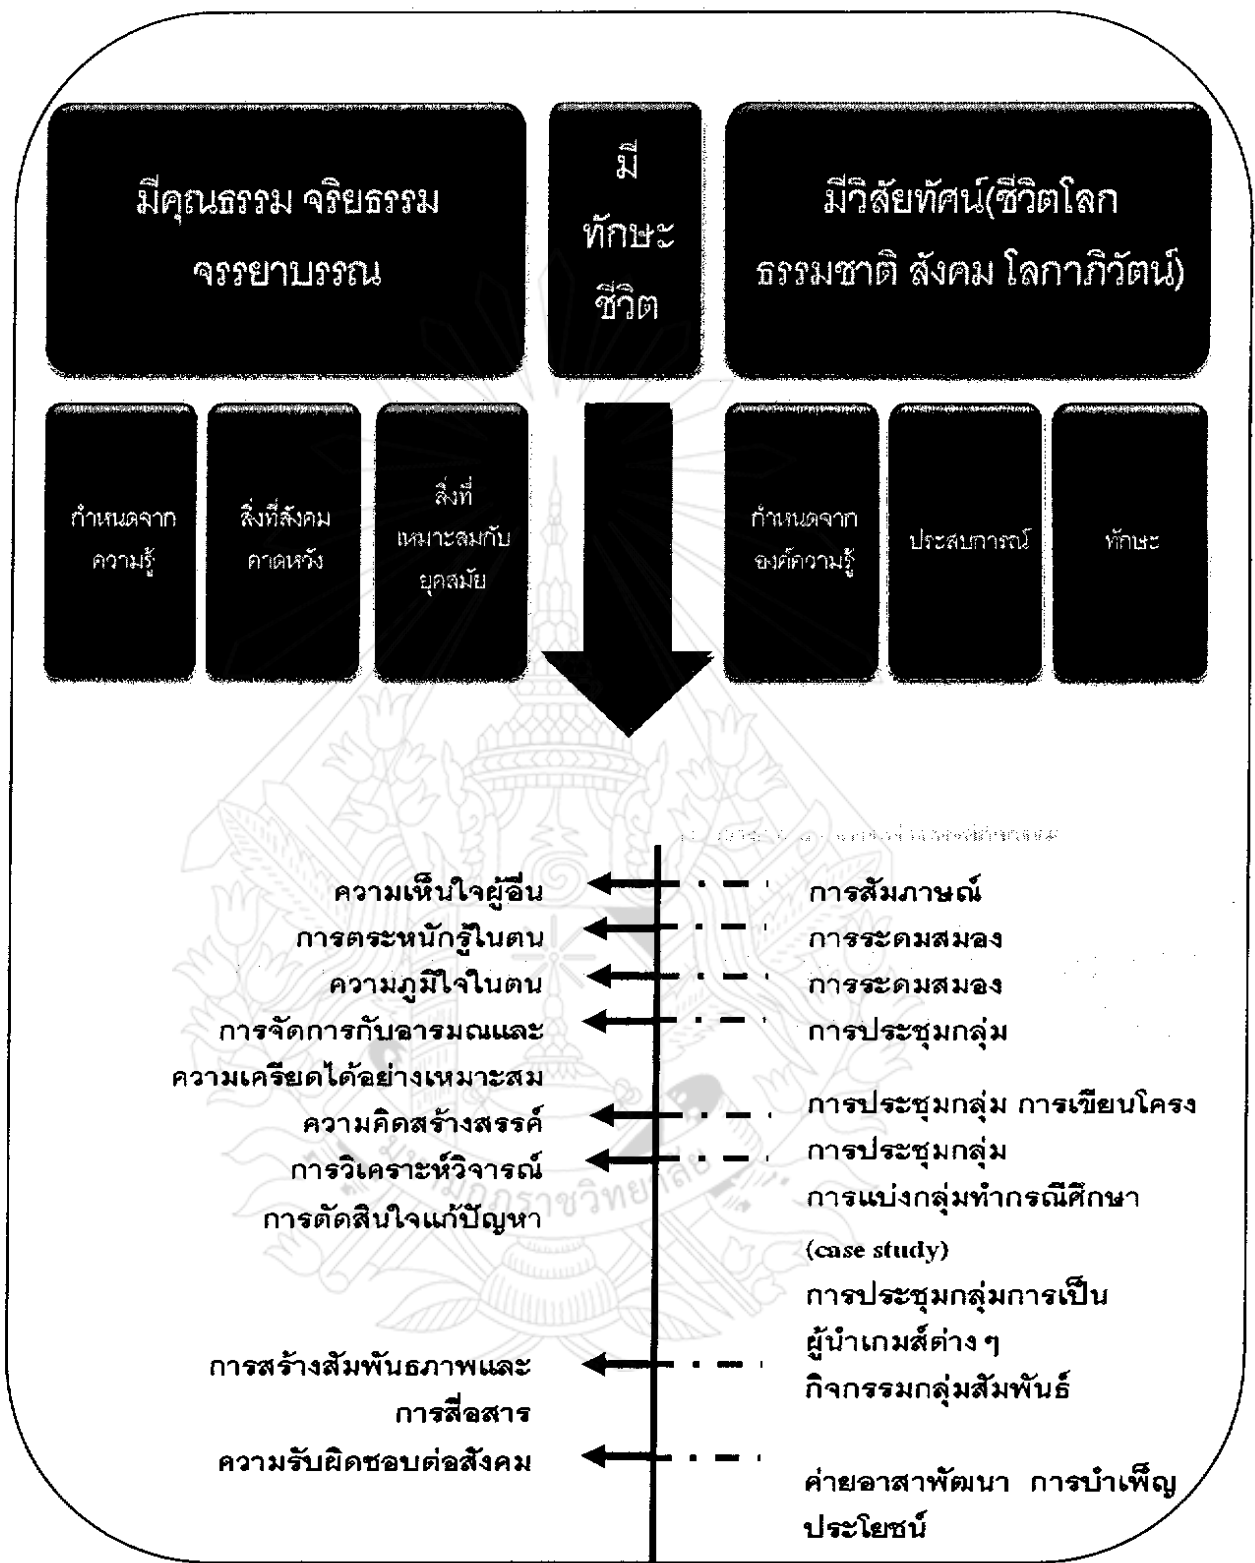 มีคุณธรรม จริยธรรม
จรรยาบรรณ
มี
ทักษะ
ชีวิต
มีวิสัยทัศน์(ชีวิตโลก
ธรรมชาติ สังคม โลกาภิวัตน์)
กำหนดจาก
ความรู้
สิ่งที่สังคม
คาดหวัง
สิ่งที่
เหมาะสมกับ
ยุคสมัย
กำหนดจาก
องค์ความรู้
ประสบการณ์
ทักษะ
ความเห็นใจผู้อื่น
การตระหนักรู้ในตน
ความภูมิใจในตน
การจัดการกับอารมณและ
ความเครียดได้อย่างเหมาะสม
ความคิดสร้างสรรค์
การวิเคราะห์วิจารณ์
การตัดสินใจแก้ปัญหา
การสร้างสัมพันธภาพและ
การสื่อสาร
ความรับผิดชอบต่อสังคม
การสัมภาษณ์
การระดมสมอง
การระดมสมอง
การประชุมกลุ่ม
การประชุมกลุ่ม การเขียนโครง
การประชุมกลุ่ม
การแบ่งกลุ่มทำกรณีศึกษา
(case study)
การประชุมกลุ่มการเป็น
ผู้นำเกมส์ต่าง ๆ
กิจกรรมกลุ่มสัมพันธ์
ค่ายอาสาพัฒนา การบำเพ็ญ
ประโยชน์